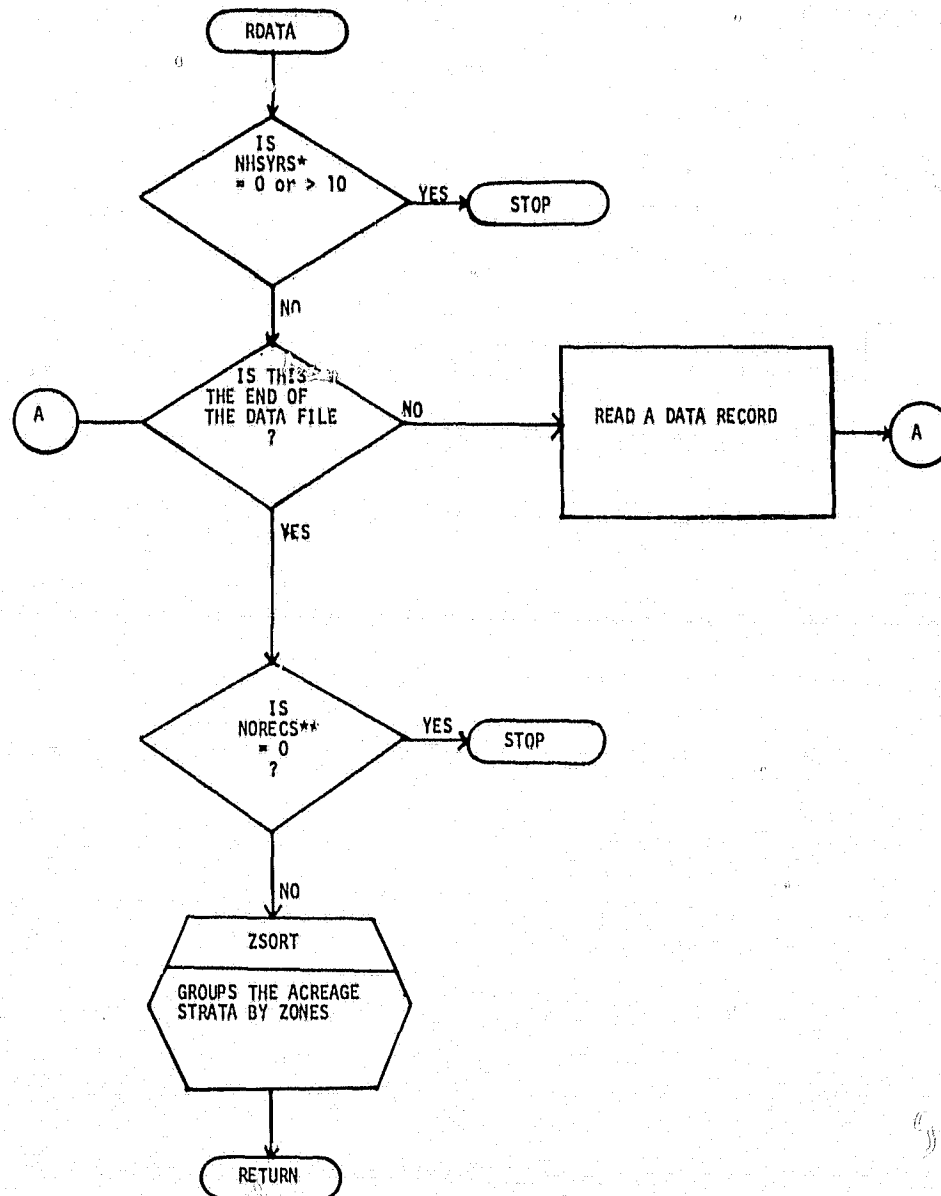 RDATA
IS
NHSYRS*
= 0 or > 10
YES
STOP
NO
A
IS THIS
THE END OF
THE DATA FILE
?
NO
READ A DATA RECORD
A
YES
IS
NORECS**
= 0
?
YES
STOP
NO
ZSORT
GROUPS THE ACREAGE
STRATA BY ZONES
RETURN